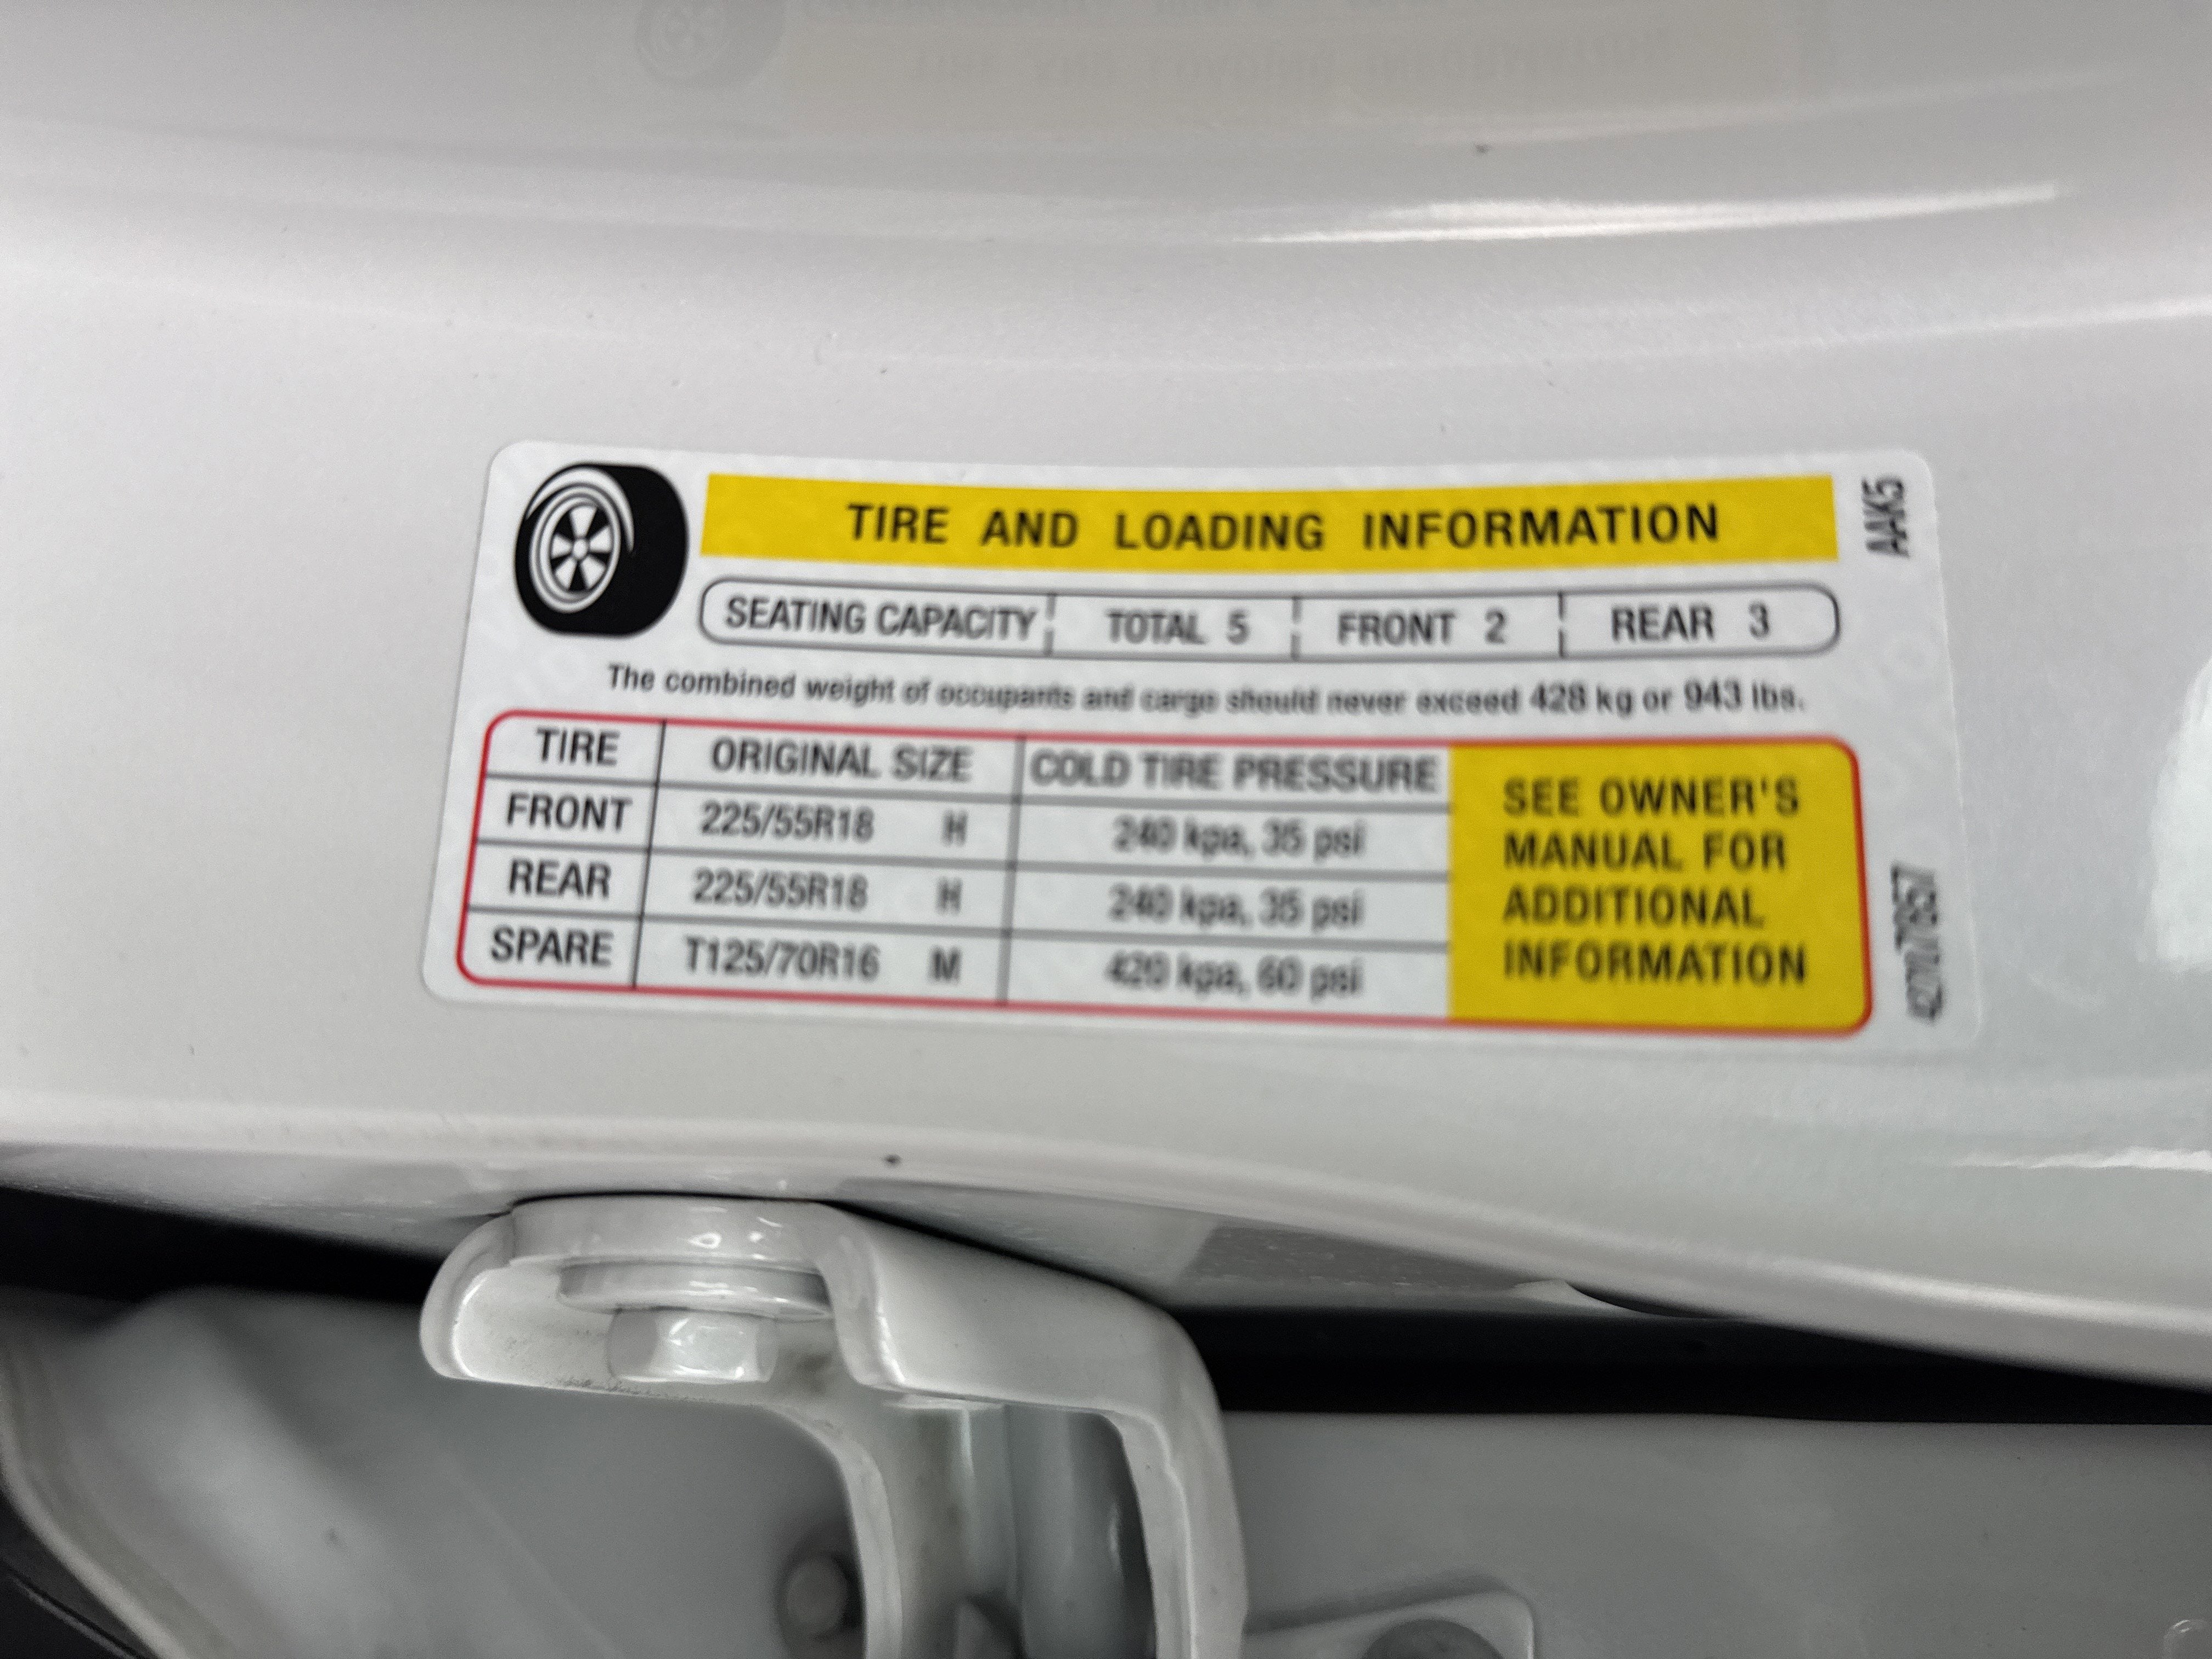 TIRE AND LOADING INFORMATION
AAK5
SEATING CAPACITY TOTAL 5 FRONT 2 REAR 3
The combined weight of occupants and cargo should never exceed 428 kg or 943 lbs.
TIRE ORIGINAL SIZE COLD TIRE PRESSURE
FRONT 225/55R18 H 240 kpa, 35 psi
REAR 225/55R18 H 240 kpa, 35 psi
SPARE T125/70R16 M 420 kpa, 60 psi
SEE OWNER'S
MANUAL FOR
ADDITIONAL
INFORMATION